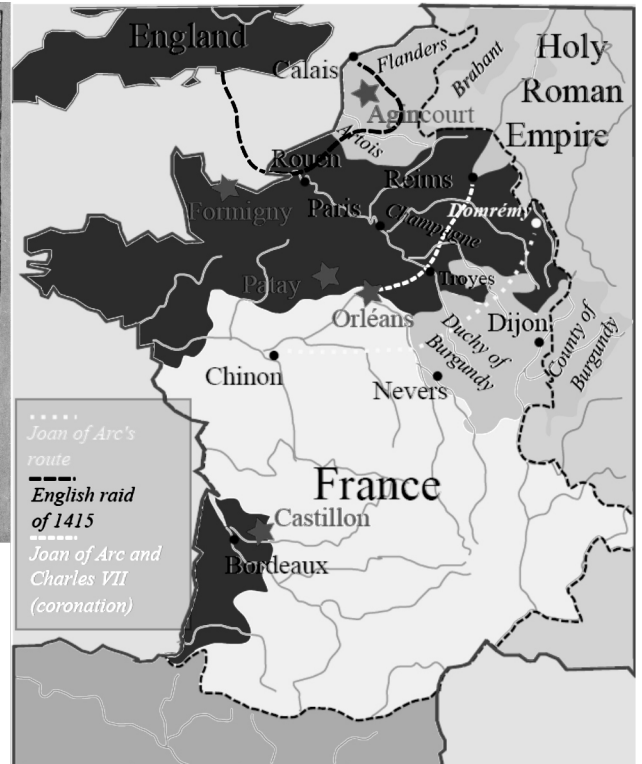 England
Calais
Flanders
Brabant
Holy
Roman
Empire
Agincourt
Artois
Rouen
Reims
Formigny
Paris
Champagne
Domrémy
Patay
Troyes
Orléans
Duchy of
Burgundy
Dijon
County of
Burgundy
Chinon
Nevers
Joan of Arc's
route
English raid
of 1415
Joan of Arc and
Charles VII
(coronation)
France
Castillon
Bordeaux